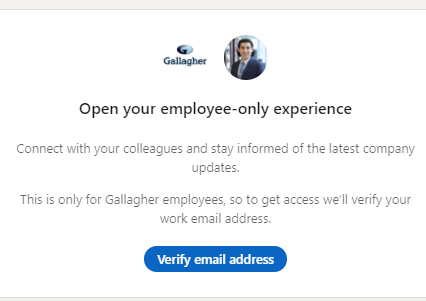 Gallagher
Open your employee-only experience
Connect with your colleagues and stay informed of the latest company
updates.
This is only for Gallagher employees, so to get access we'll verify your
work email address.
Verify email address